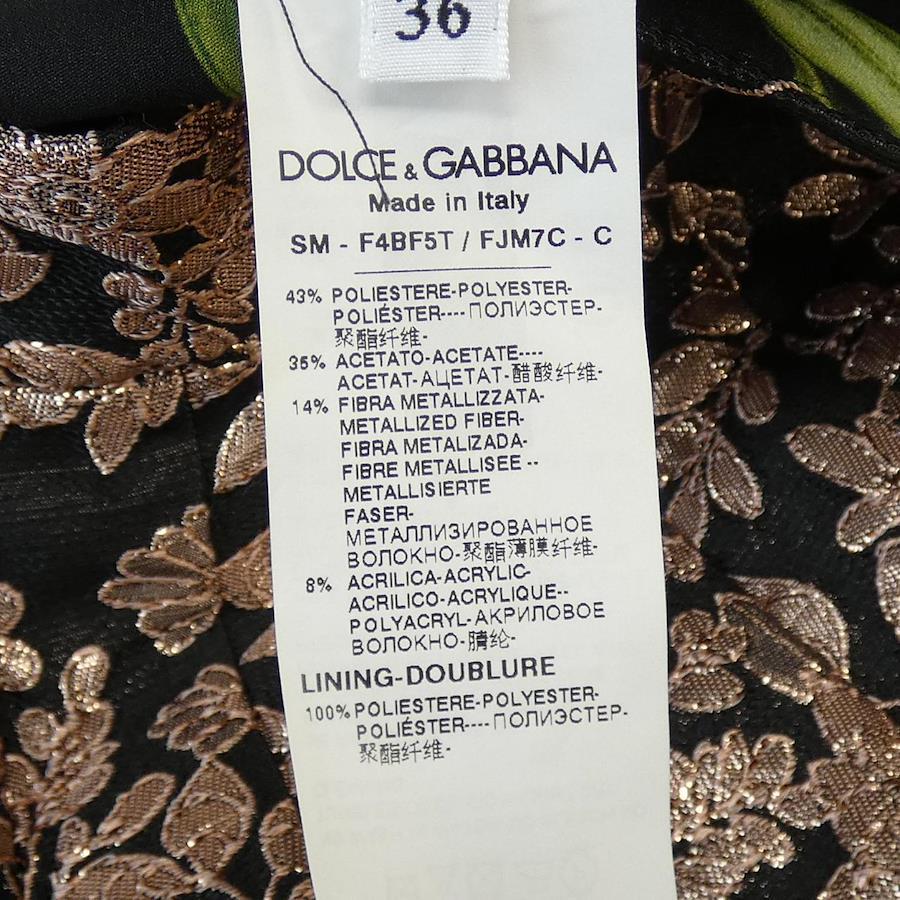 36
DOLCE & GABBANA
Made in Italy
SM - F4BF5T / FJM7C - C
43% POLIESTERE-POLYESTER-
POLIÉSTER----ПОЛИЭСТЕР-
聚酯纤维-
35% ACETATO-ACETATE----
ACETAT-АЦЕТАТ-醋酸纤维-
14% FIBRA METALLIZZATA-
METALLIZED FIBER-
FIBRA METALIZADA-
FIBRE METALLISEE --
METALLISIERTE
FASER-
МЕТАЛЛИЗИРОВАННОЕ
ВОЛОКНО-聚酯薄膜纤维-
8% ACRILICA-ACRYLIC-
ACRILICO-ACRYLIQUE--
POLYACRYL-АКРИЛОВОЕ
ВОЛОКНО-腈纶-
LINING-DOUBLURE
100% POLIESTERE-POLYESTER-
POLIÉSTER----ПОЛИЭСТЕР-
聚酯纤维-